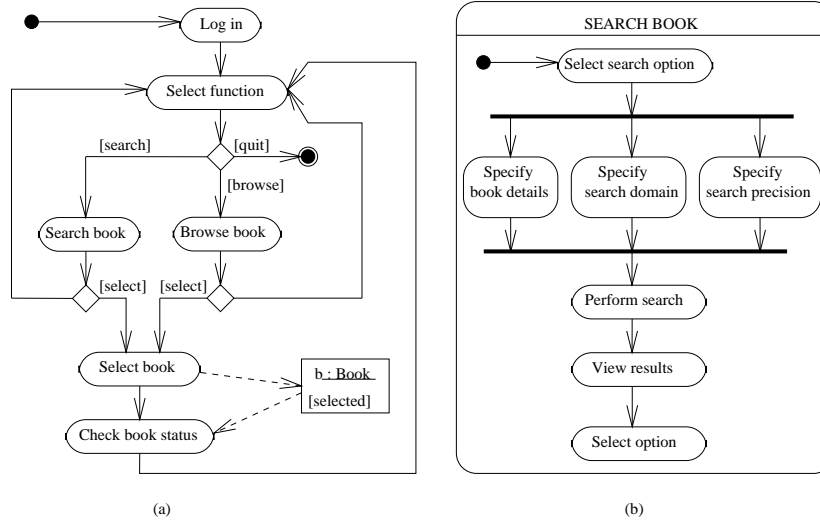 Log in
Select function
[search]
[quit]
[browse]
Search book
Browse book
[select]
[select]
Select book
b : Book
[selected]
Check book status
(a)
SEARCH BOOK
Select search option
Specify
book details
Specify
search domain
Specify
search precision
Perform search
View results
Select option
(b)